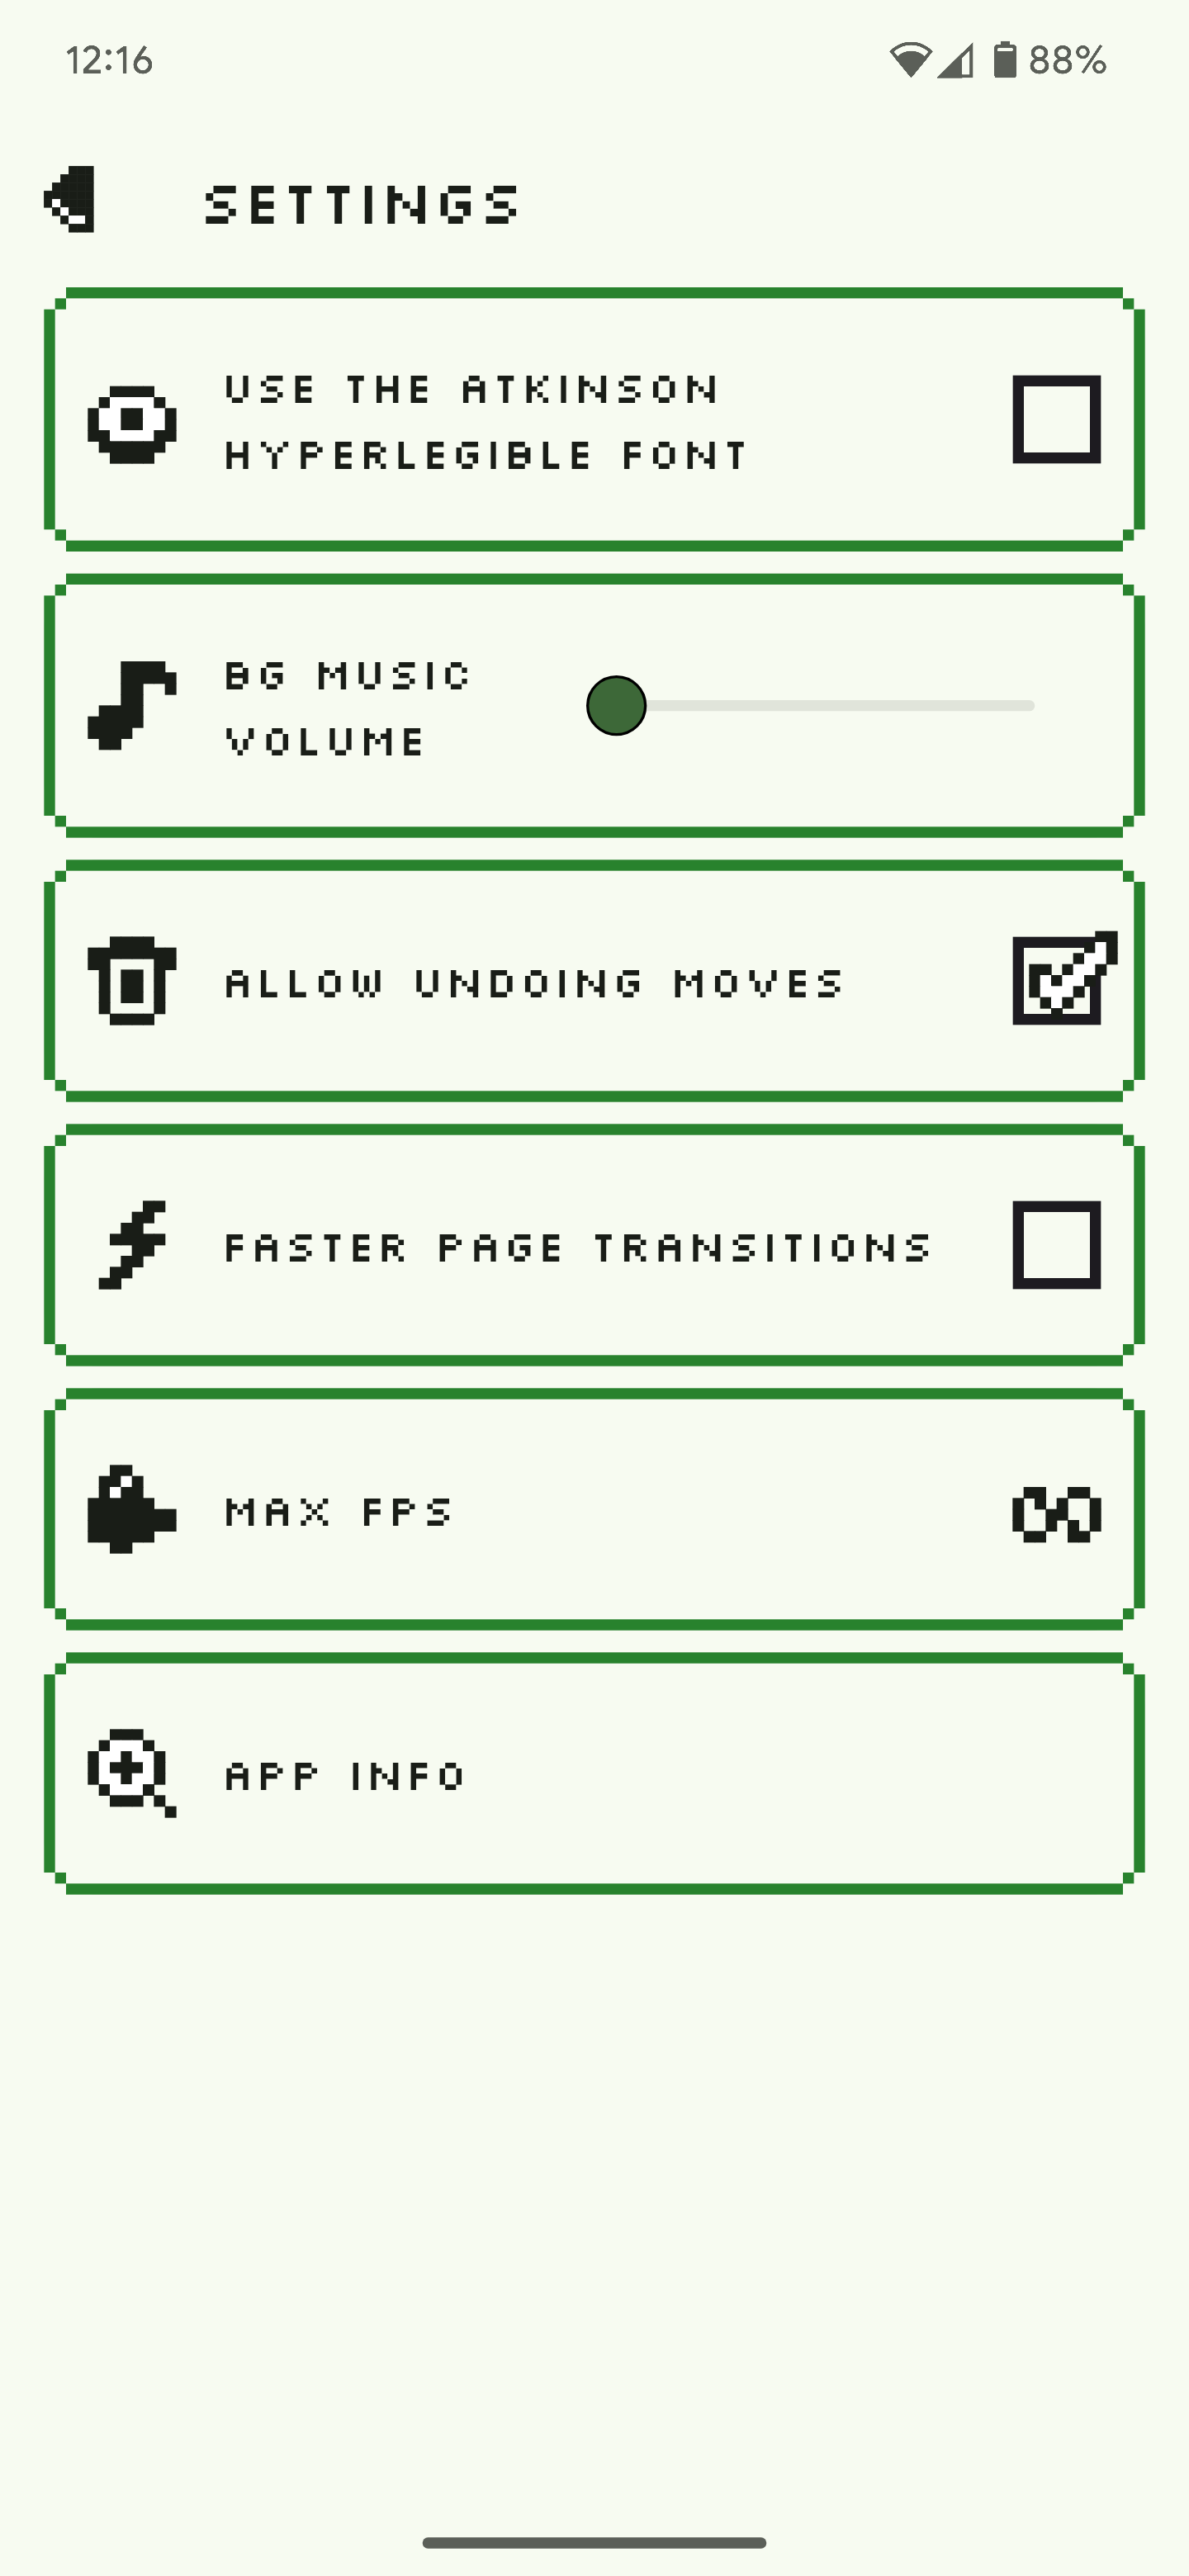 12:16
88%
SETTINGS
USE THE ATKINSON
HYPERLEGIBLE FONT
BG MUSIC
VOLUME
ALLOW UNDOING MOVES
FASTER PAGE TRANSITIONS
MAX FPS
∞
APP INFO